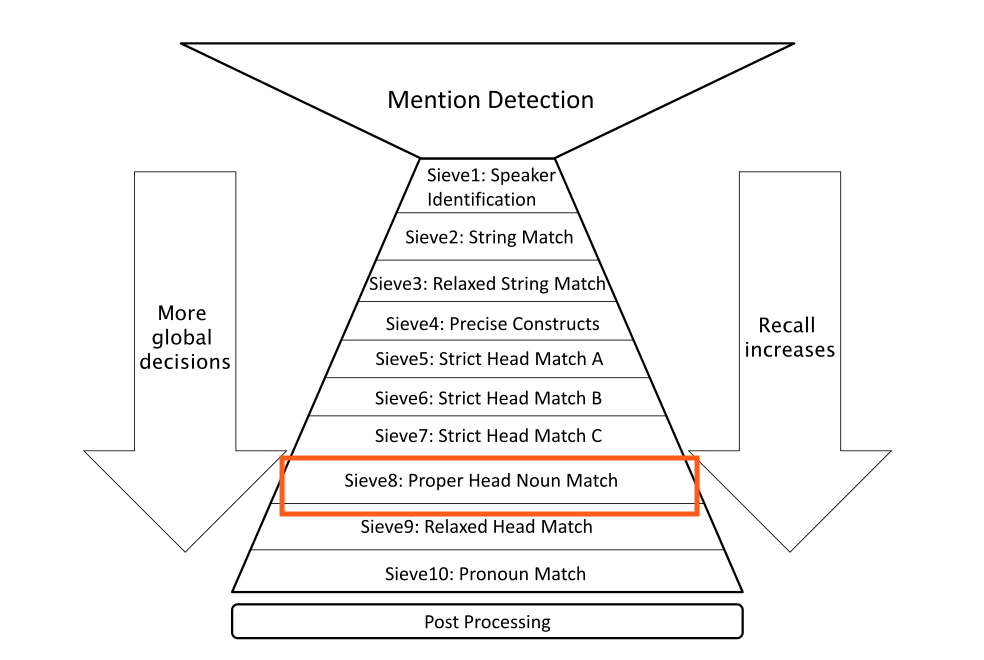 Mention Detection
Sieve1: Speaker
Identification
Sieve2: String Match
Sieve3: Relaxed String Match
Sieve4: Precise Constructs
Sieve5: Strict Head Match A
Sieve6: Strict Head Match B
Sieve7: Strict Head Match C
Sieve8: Proper Head Noun Match
Sieve9: Relaxed Head Match
Sieve10: Pronoun Match
Post Processing
More
global
decisions
Recall
increases